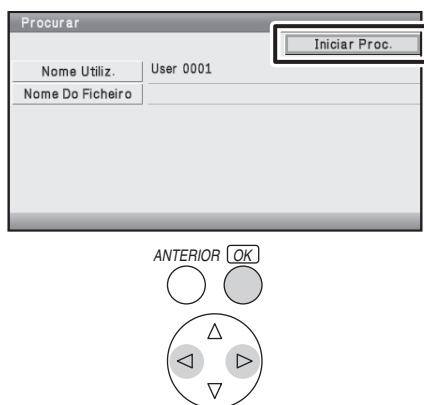 Procurar
Iniciar Proc.
Nome Utiliz. User 0001
Nome Do Ficheiro
ANTERIOR OK